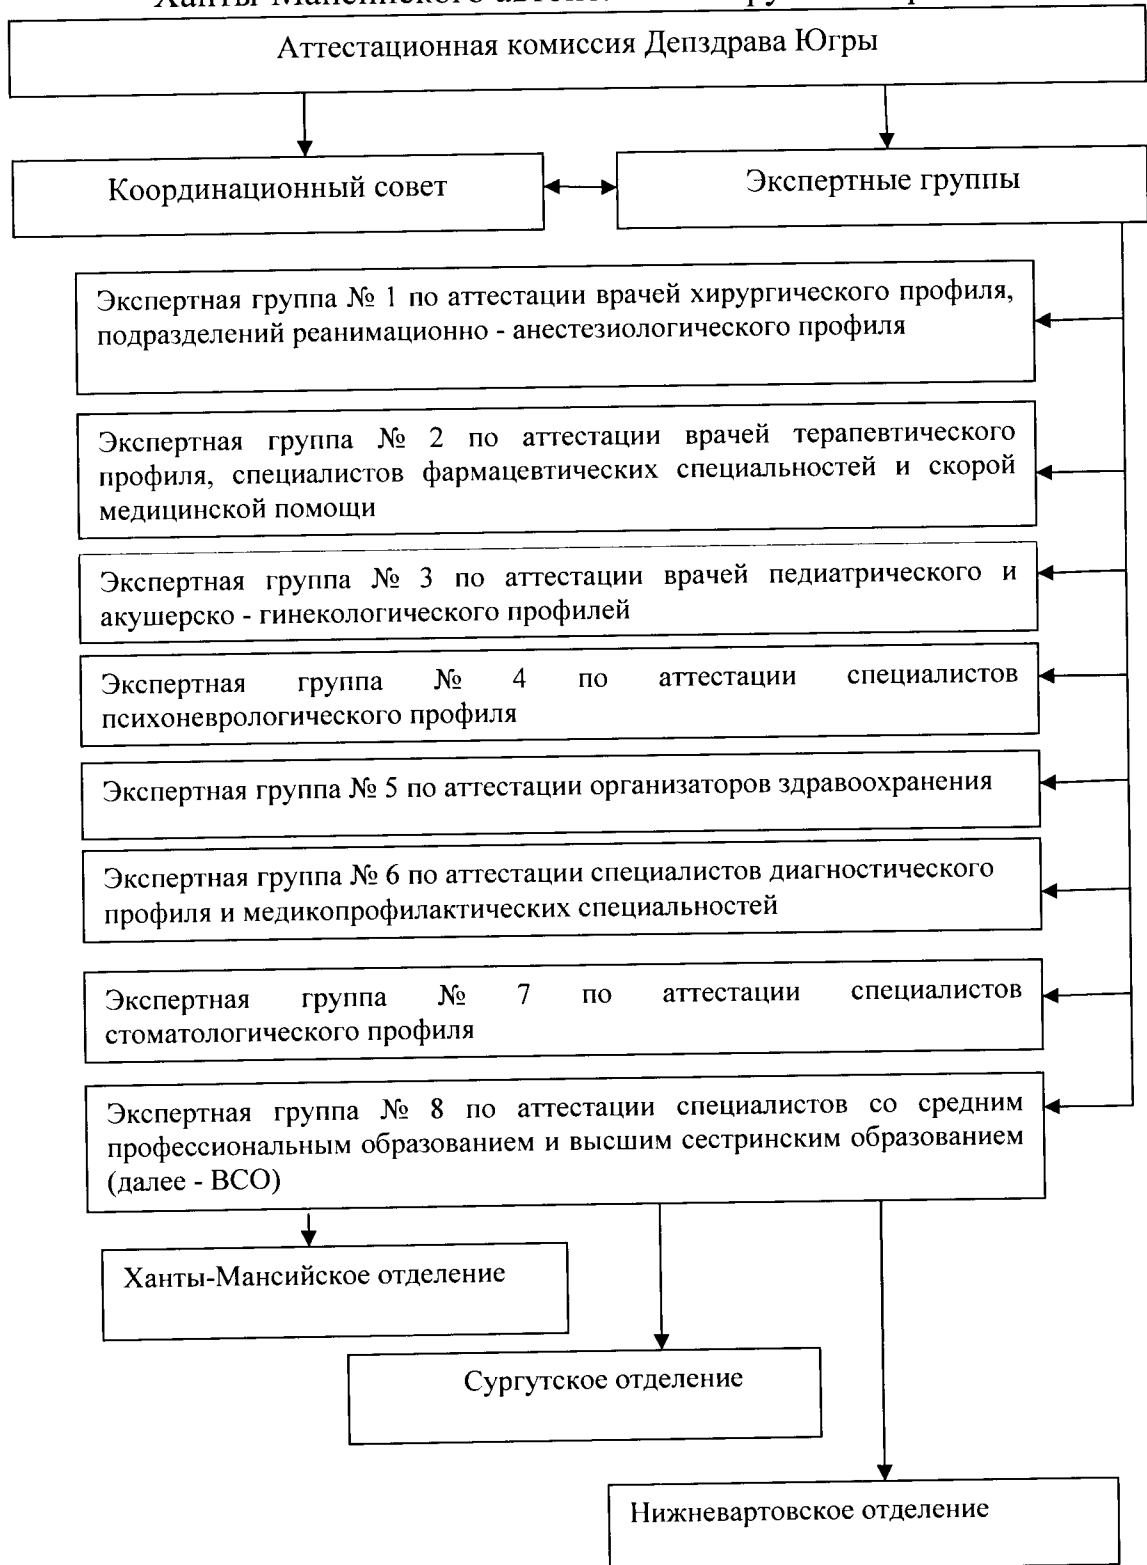 Ханты-Мансийского
Аттестационная комиссия Депздрава Югры
Координационный совет
Экспертные группы
Экспертная группа № 1 по аттестации врачей хирургического профиля,
подразделений реанимационно - анестезиологического профиля
Экспертная группа № 2 по аттестации врачей терапевтического
профиля, специалистов фармацевтических специальностей и скорой
медицинской помощи
Экспертная группа № 3 по аттестации врачей педиатрического и
акушерско - гинекологического профилей
Экспертная группа № 4 по аттестации специалистов
психоневрологического профиля
Экспертная группа № 5 по аттестации организаторов здравоохранения
Экспертная группа № 6 по аттестации специалистов диагностического
профиля и медикопрофилактических специальностей
Экспертная группа № 7 по аттестации специалистов
стоматологического профиля
Экспертная группа № 8 по аттестации специалистов со средним
профессиональным образованием и высшим сестринским образованием
(далее - ВСО)
Ханты-Мансийское отделение
Сургутское отделение
Нижневартовское отделение